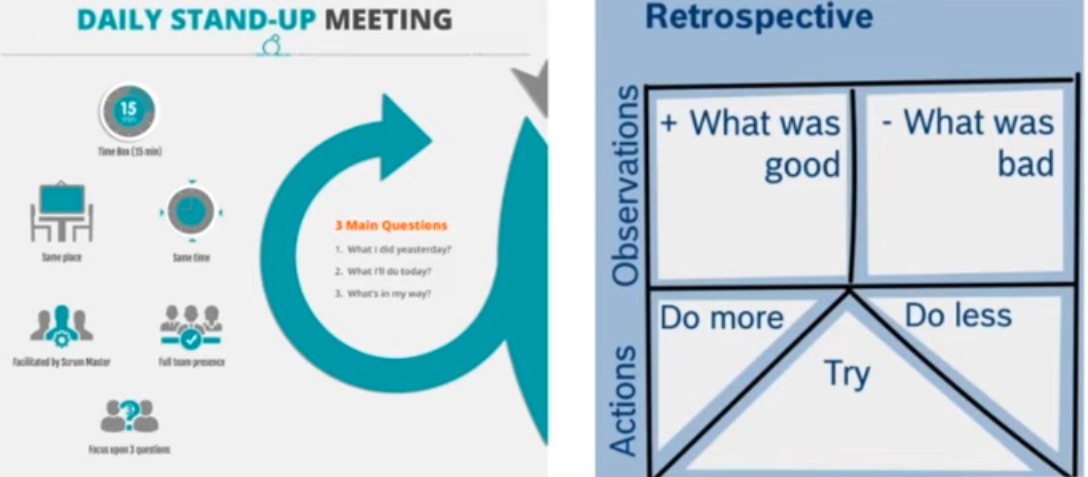 DAILY STAND-UP MEETING
15
min
Time Box (15 min)
Same place
Same time
Facilitated by Scrum Master
Full team presence
Focus upon 3 questions
3 Main Questions
1. What I did yeasterday?
2. What I'll do today?
3. What's in my way?
Retrospective
Observations
+ What was
good
- What was
bad
Actions
Do more
Try
Do less